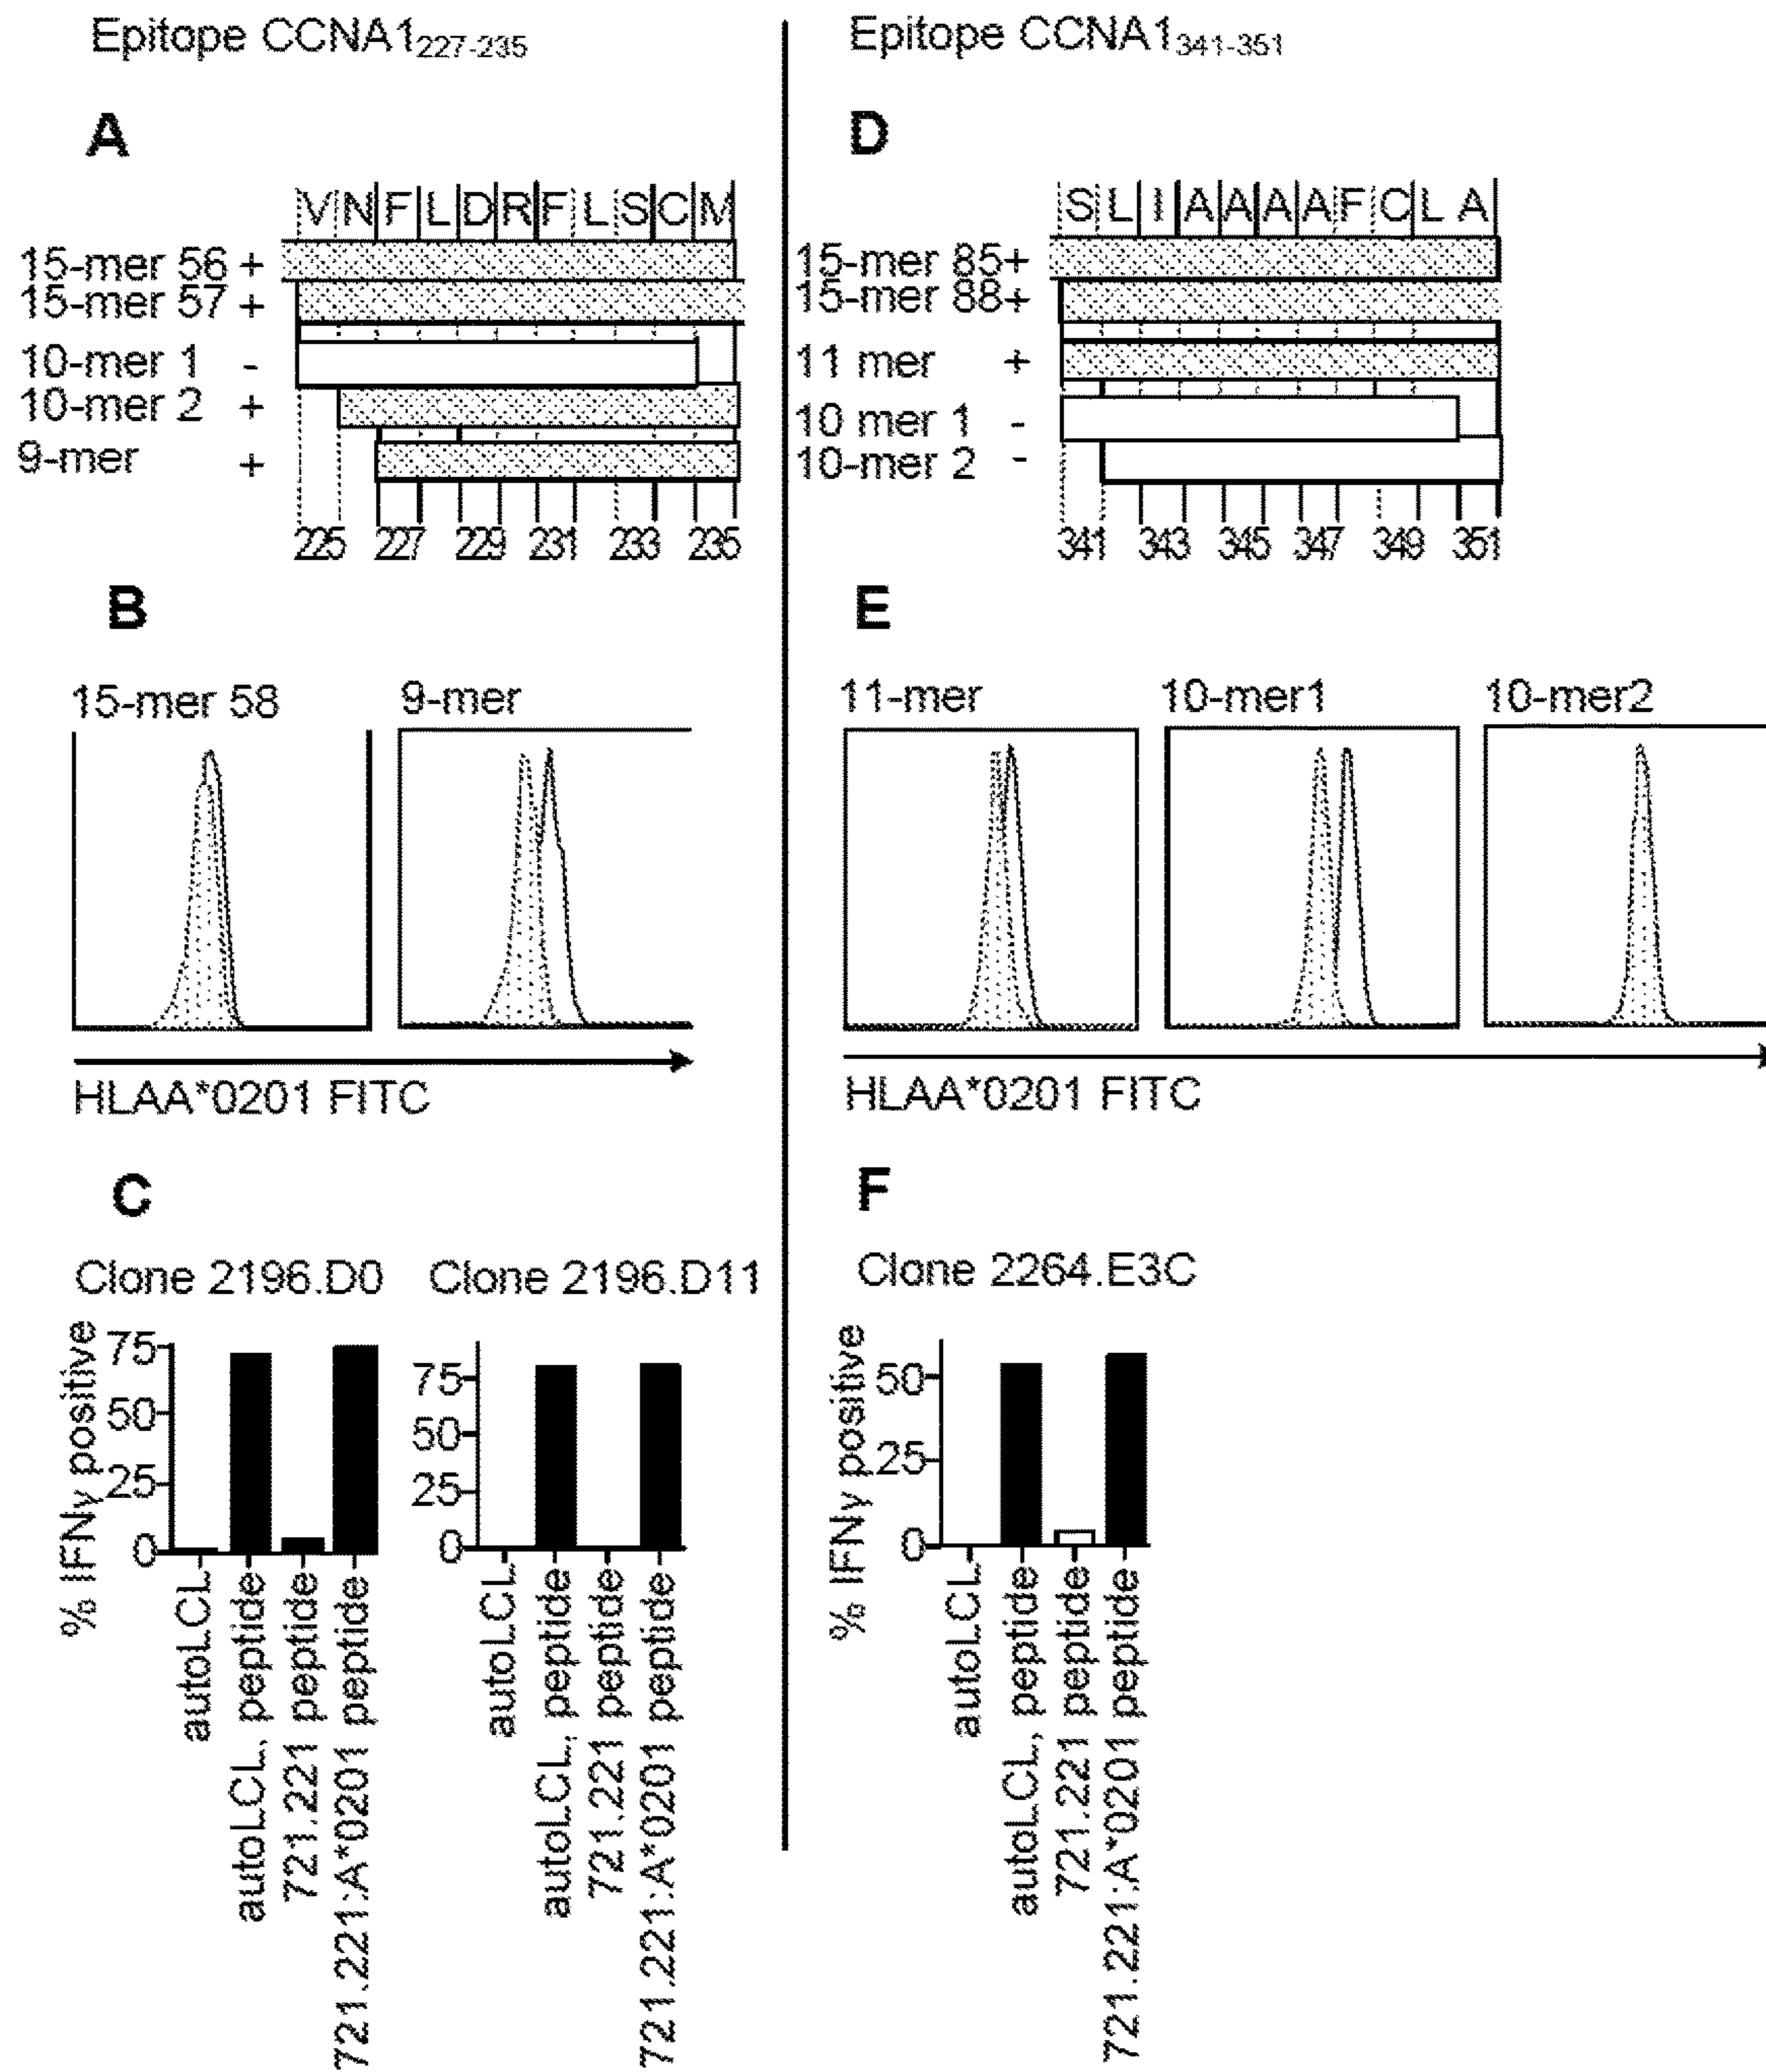 Epitape CCNA1227-235
A
V N F L D R F L S C M
15-mer 56 +
15-mer 57 +
10-mer 1 -
10-mer 2 +
9-mer +
225 227 229 231 233 235
B
15-mer 58
9-mer
HLAA*0201 FITC
C
Clane 2196.D0
Clone 2196.D11
% IFNγ positive
75
50
25
0
autoLCL
autoLCL, peptide
721.221 peptide
721.221:A*0201 peptide
75
50
25
0
autoLCL
autoLCL, peptide
721.221 peptide
721.221:A*0201 peptide
Epitope CCNA1341-351
D
S L I A A A A F C L A
15-mer 85+
15-mer 88+
11 mer +
10 mer 1 -
10-mer 2 -
341 343 345 347 349 351
E
11-mer
10-mer1
10-mer2
HLAA*0201 FITC
F
Clane 2264.E3C
% IFNγ positive
50
25
0
autoLCL
autoLCL, peptide
721.221 peptide
721.221:A*0201 peptide